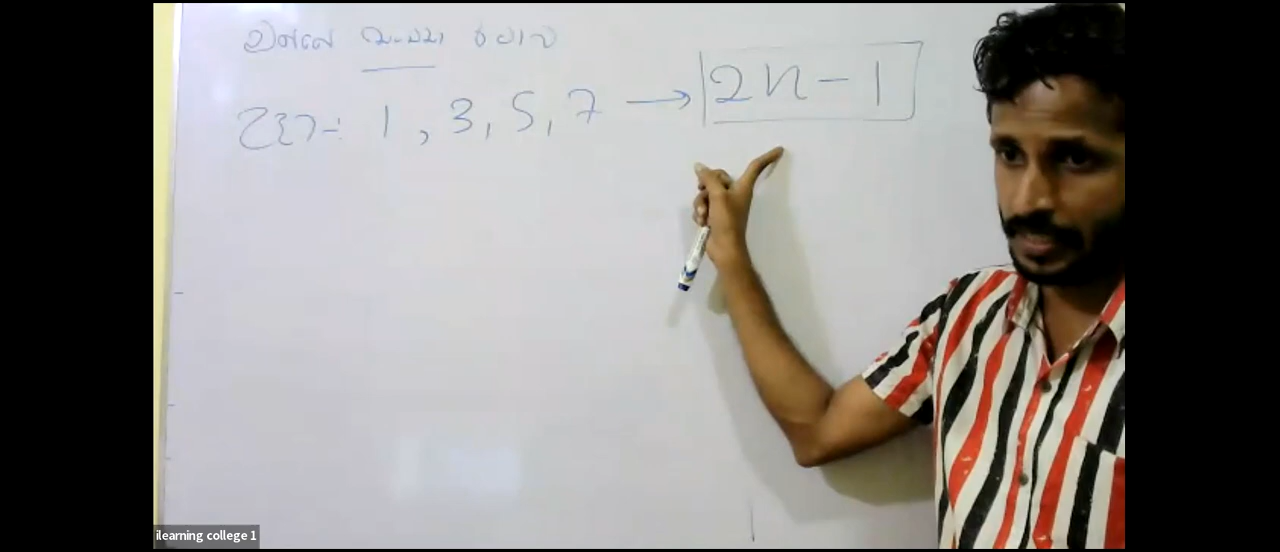 ඔත්තේ සංඛ්‍යා රටාව
උදා:- 1, 3, 5, 7 → 2n - 1
ilearning college 1